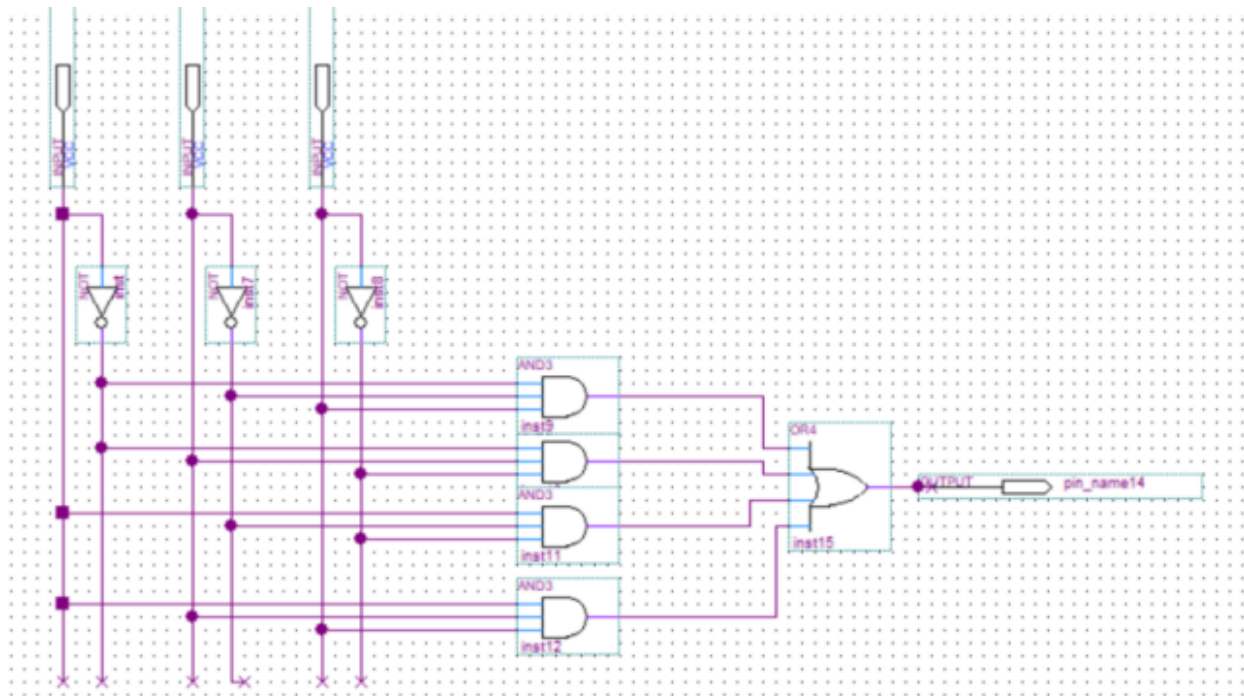 INPUT
VCC
INPUT
VCC
INPUT
VCC
NOT
inst
NOT
inst7
NOT
inst8
AND3
inst9
AND3
inst11
AND3
inst12
OR4
inst15
OUTPUT
pin_name14